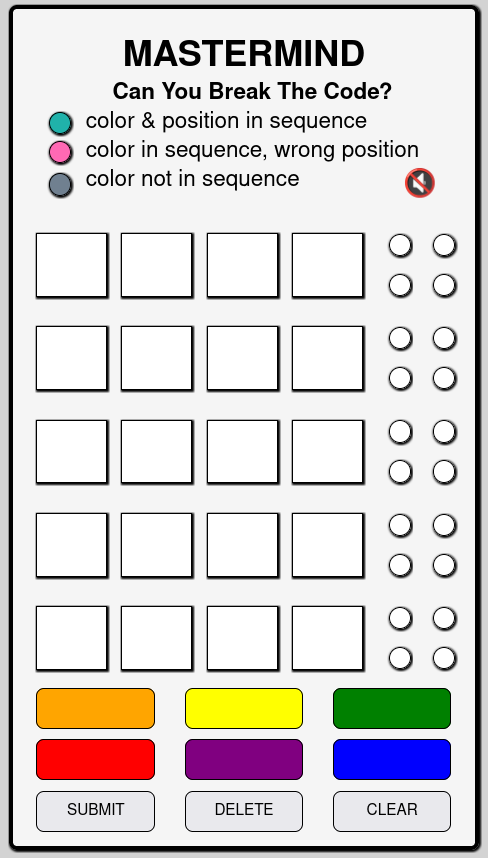 MASTERMIND
Can You Break The Code?
color & position in sequence
color in sequence, wrong position
color not in sequence
SUBMIT
DELETE
CLEAR